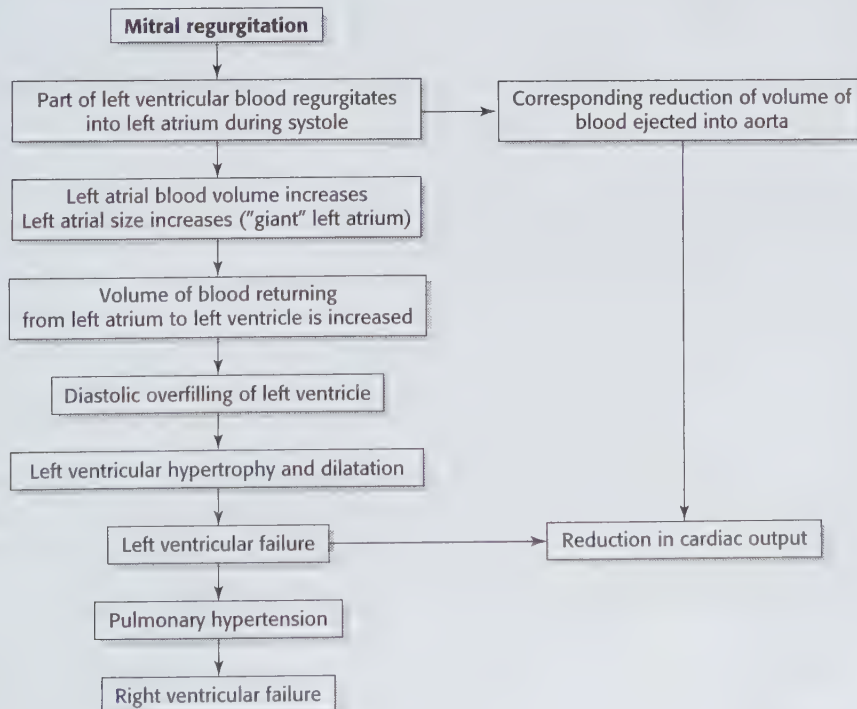 Mitral regurgitation
Part of left ventricular blood regurgitates
into left atrium during systole
Corresponding reduction of volume of
blood ejected into aorta
Left atrial blood volume increases
Left atrial size increases ("giant" left atrium)
Volume of blood returning
from left atrium to left ventricle is increased
Diastolic overfilling of left ventricle
Left ventricular hypertrophy and dilatation
Left ventricular failure
Reduction in cardiac output
Pulmonary hypertension
Right ventricular failure